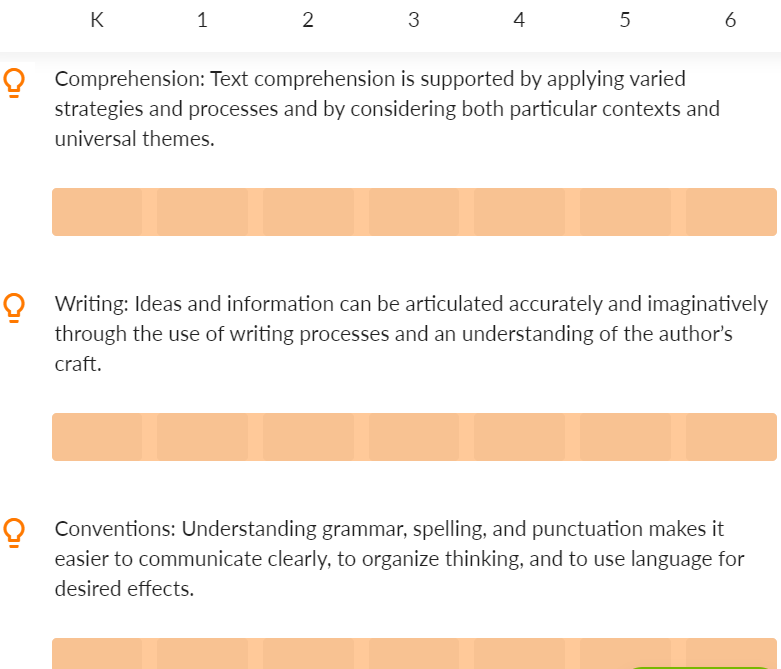 K 1 2 3 4 5 6
Comprehension: Text comprehension is supported by applying varied
strategies and processes and by considering both particular contexts and
universal themes.
Writing: Ideas and information can be articulated accurately and imaginatively
through the use of writing processes and an understanding of the author’s
craft.
Conventions: Understanding grammar, spelling, and punctuation makes it
easier to communicate clearly, to organize thinking, and to use language for
desired effects.